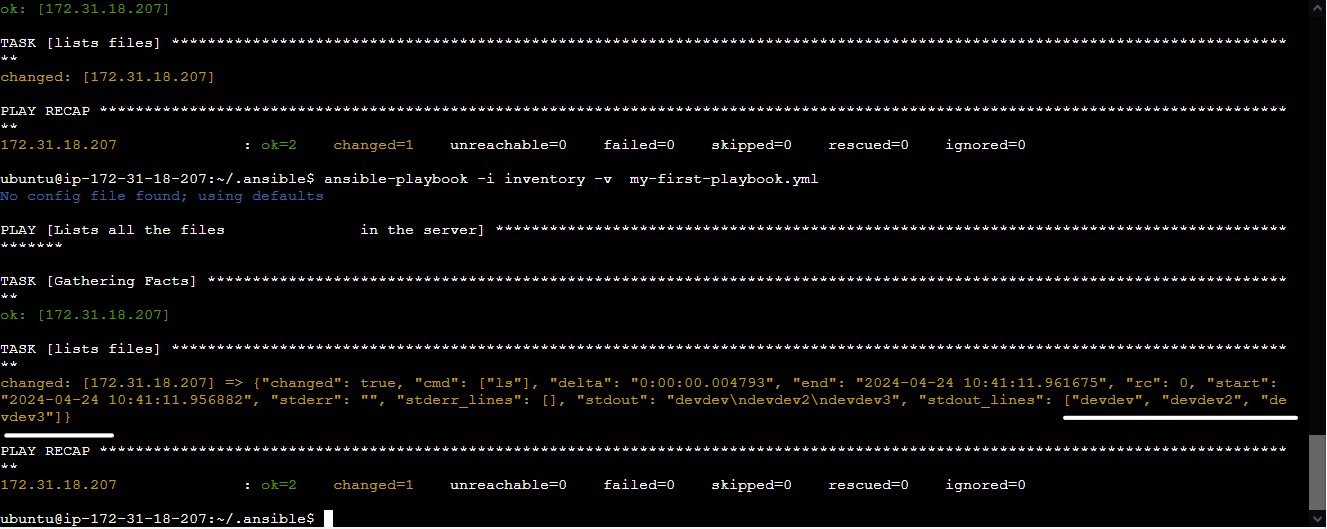 ok: [172.31.18.207]
TASK [lists files] ****************************************************************************************************************************
**
changed: [172.31.18.207]
PLAY RECAP ************************************************************************************************************************************
**
172.31.18.207              : ok=2    changed=1    unreachable=0    failed=0    skipped=0    rescued=0    ignored=0
ubuntu@ip-172-31-18-207:~/.ansible$ ansible-playbook -i inventory -v  my-first-playbook.yml
No config file found; using defaults
PLAY [Lists all the files               in the server] ****************************************************************************************
*******
TASK [Gathering Facts] ************************************************************************************************************************
**
ok: [172.31.18.207]
TASK [lists files] ****************************************************************************************************************************
**
changed: [172.31.18.207] => {"changed": true, "cmd": ["ls"], "delta": "0:00:00.004793", "end": "2024-04-24 10:41:11.961675", "rc": 0, "start":
"2024-04-24 10:41:11.956882", "stderr": "", "stderr_lines": [], "stdout": "devdev\ndevdev2\ndevdev3", "stdout_lines": ["devdev", "devdev2", "de
vdev3"]}
PLAY RECAP ************************************************************************************************************************************
**
172.31.18.207              : ok=2    changed=1    unreachable=0    failed=0    skipped=0    rescued=0    ignored=0
ubuntu@ip-172-31-18-207:~/.ansible$